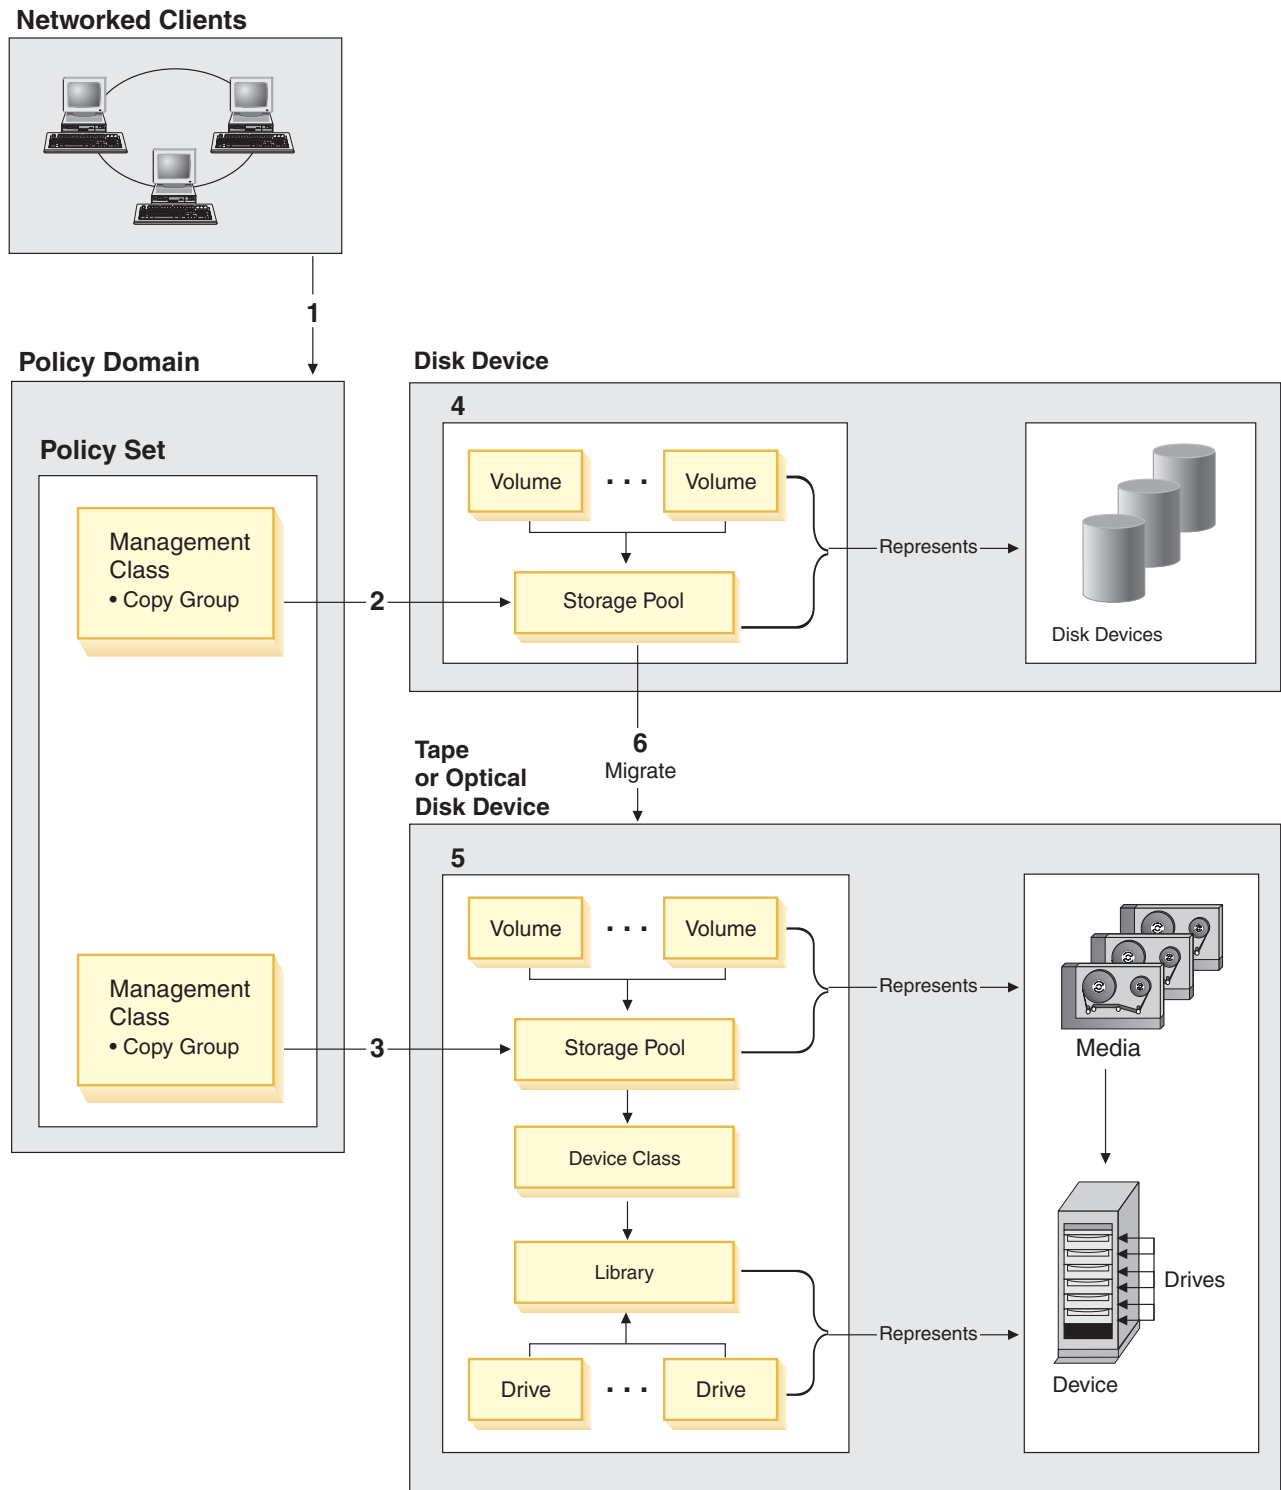 Networked Clients
1
Policy Domain
Policy Set
Management
Class
• Copy Group
2
Management
Class
• Copy Group
3
Disk Device
4
Volume
. . .
Volume
Storage Pool
Represents
Disk Devices
6
Migrate
Tape
or Optical
Disk Device
5
Volume
. . .
Volume
Storage Pool
Represents
Media
Device Class
Library
Drives
Represents
Drive
. . .
Drive
Device